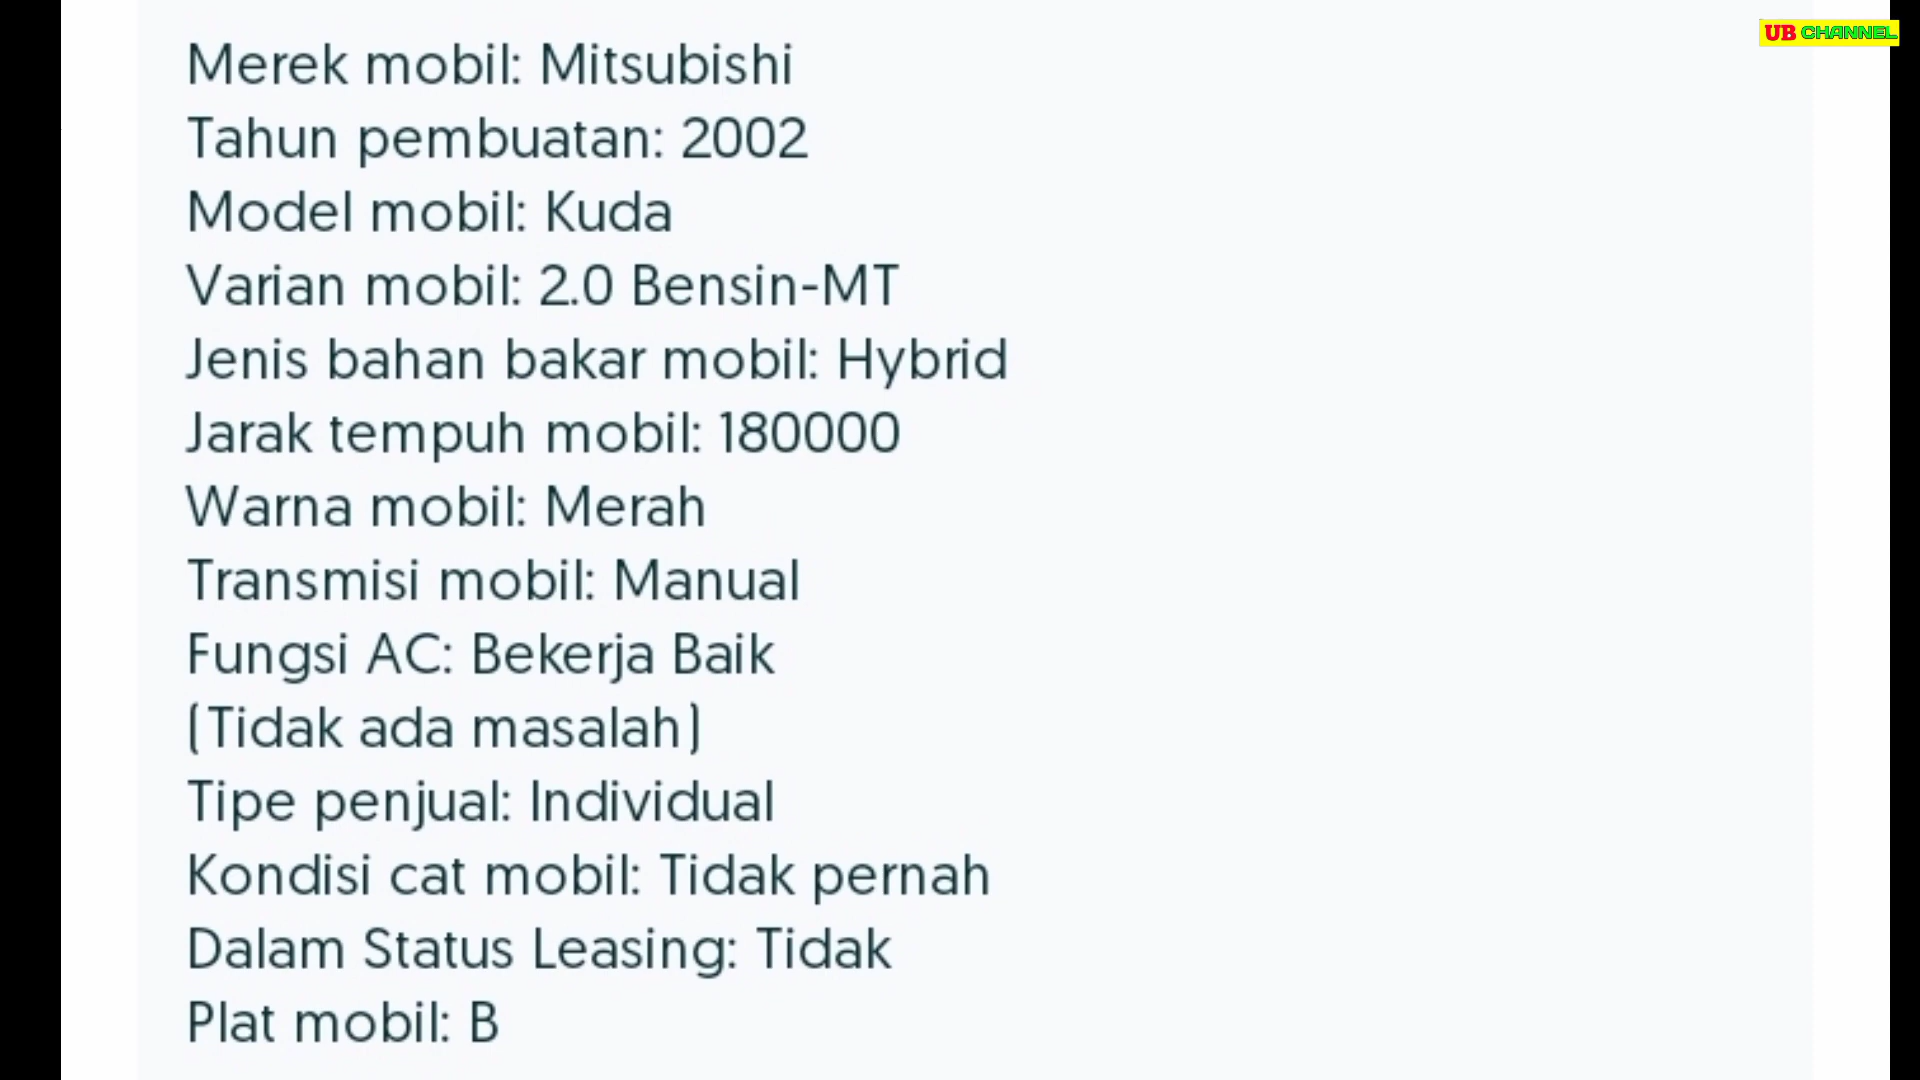 UB CHANNEL
Merek mobil: Mitsubishi
Tahun pembuatan: 2002
Model mobil: Kuda
Varian mobil: 2.0 Bensin-MT
Jenis bahan bakar mobil: Hybrid
Jarak tempuh mobil: 180000
Warna mobil: Merah
Transmisi mobil: Manual
Fungsi AC: Bekerja Baik
(Tidak ada masalah)
Tipe penjual: Individual
Kondisi cat mobil: Tidak pernah
Dalam Status Leasing: Tidak
Plat mobil: B